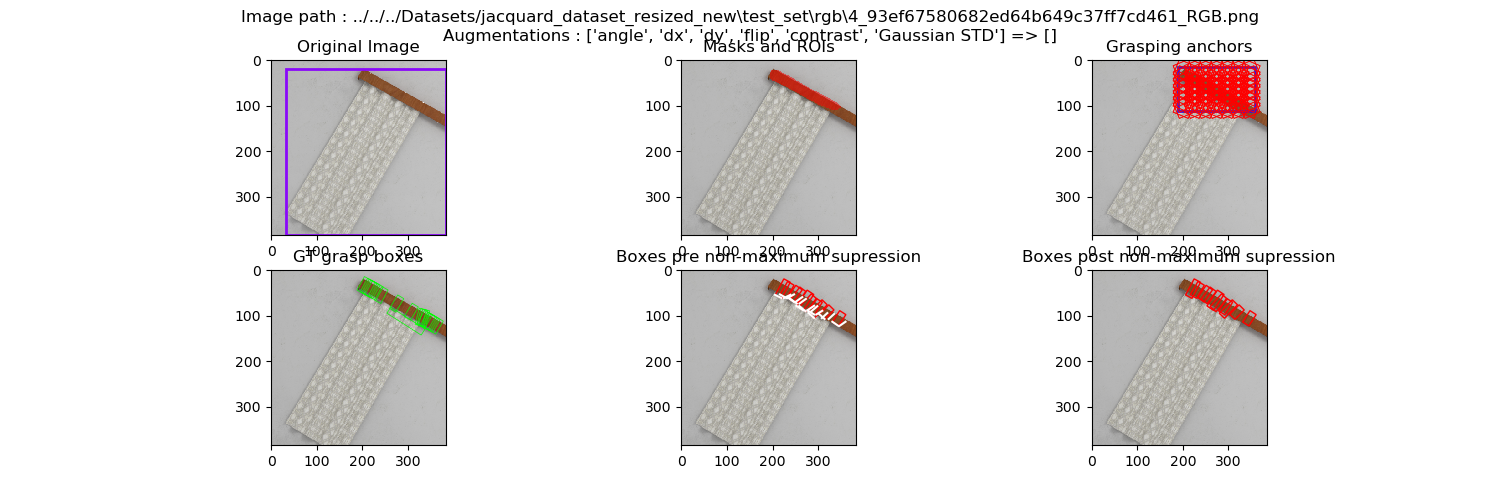 Image path : ../../../Datasets/jacquard_dataset_resized_new\test_set\rgb\4_93ef67580682ed64b649c37ff7cd461_RGB.png
Augmentations : ['angle', 'dx', 'dy', 'flip', 'contrast', 'Gaussian STD'] => []
Original Image
Masks and ROIs
Grasping anchors
0
100
200
300
0 100 200 300
0
100
200
300
0 100 200 300
0
100
200
300
0 100 200 300
GT grasp boxes
Boxes pre non-maximum supression
Boxes post non-maximum supression
0
100
200
300
0 100 200 300
0
100
200
300
0 100 200 300
0
100
200
300
0 100 200 300